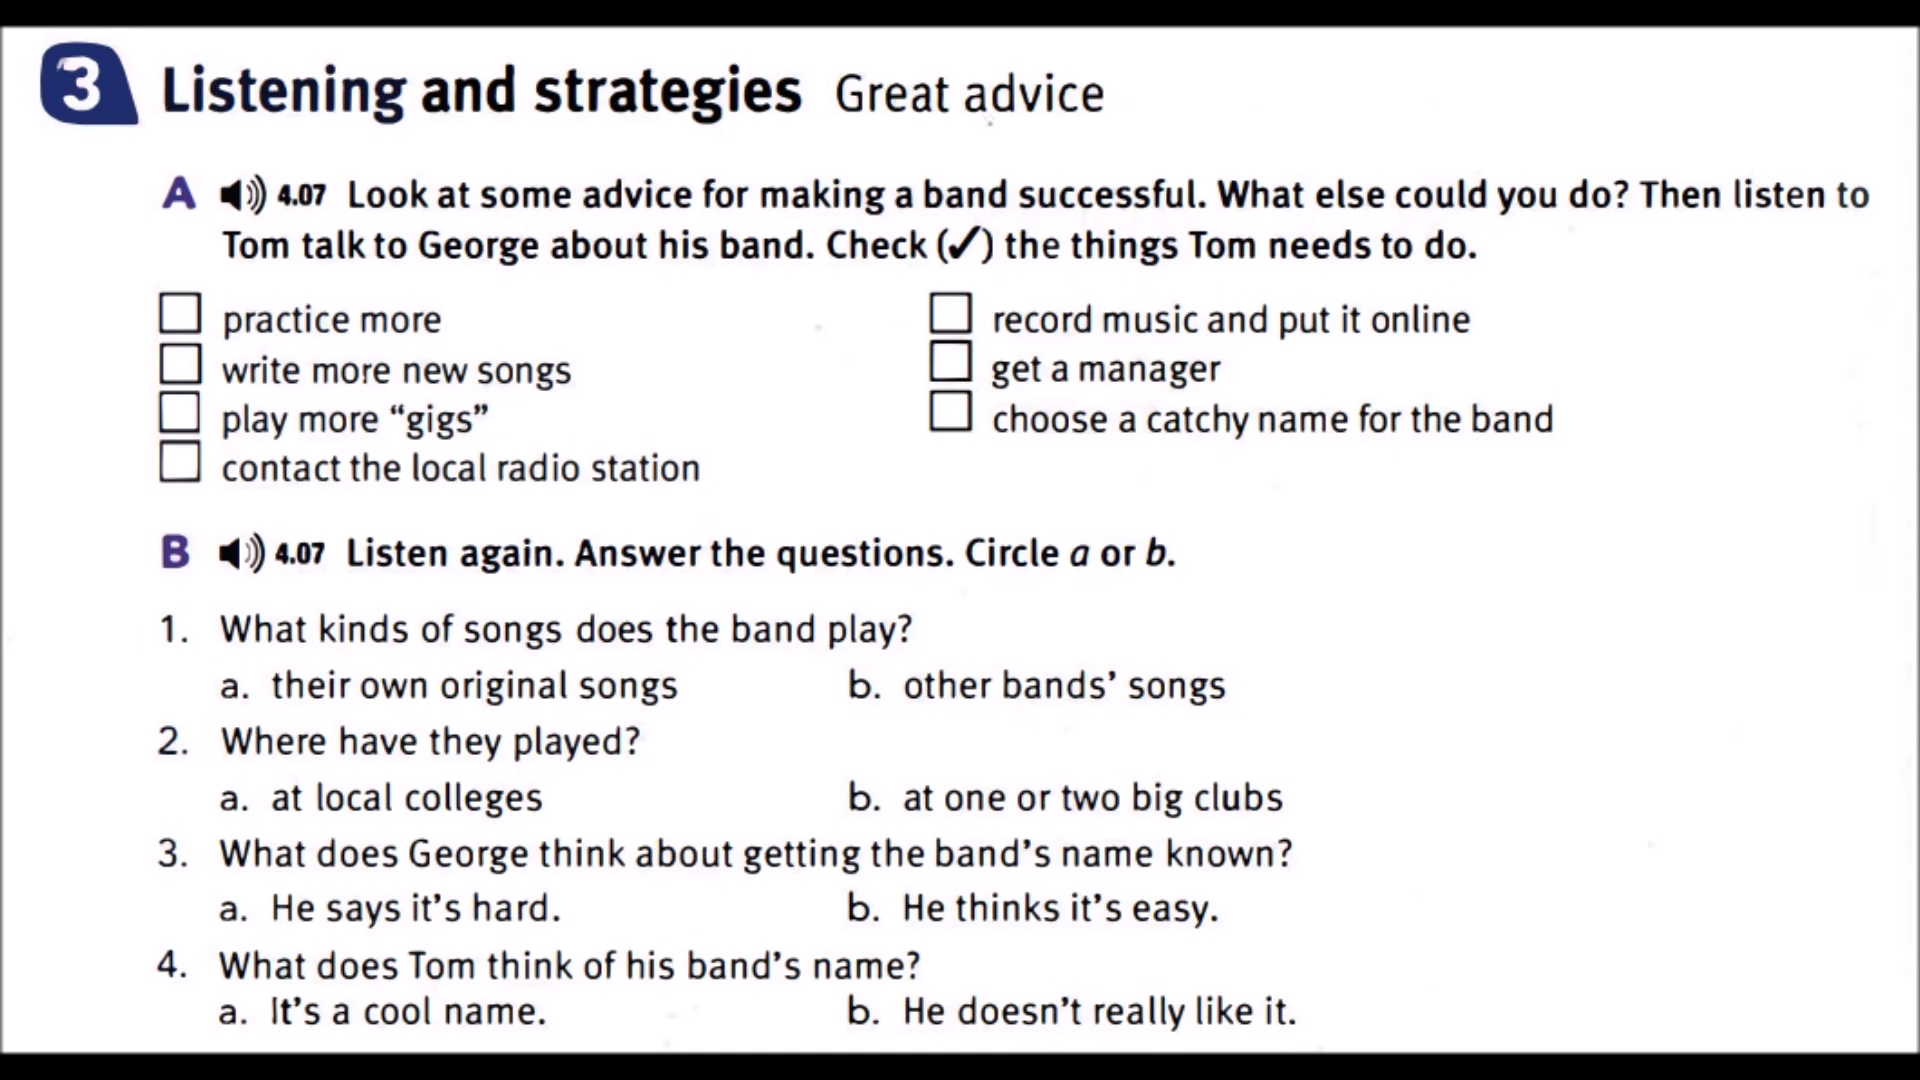 3 Listening and strategies Great advice
A 4.07 Look at some advice for making a band successful. What else could you do? Then listen to
Tom talk to George about his band. Check (✓) the things Tom needs to do.
practice more
write more new songs
play more “gigs”
contact the local radio station
record music and put it online
get a manager
choose a catchy name for the band
B 4.07 Listen again. Answer the questions. Circle a or b.
1. What kinds of songs does the band play?
a. their own original songs b. other bands’ songs
2. Where have they played?
a. at local colleges b. at one or two big clubs
3. What does George think about getting the band’s name known?
a. He says it’s hard. b. He thinks it’s easy.
4. What does Tom think of his band’s name?
a. It’s a cool name. b. He doesn’t really like it.